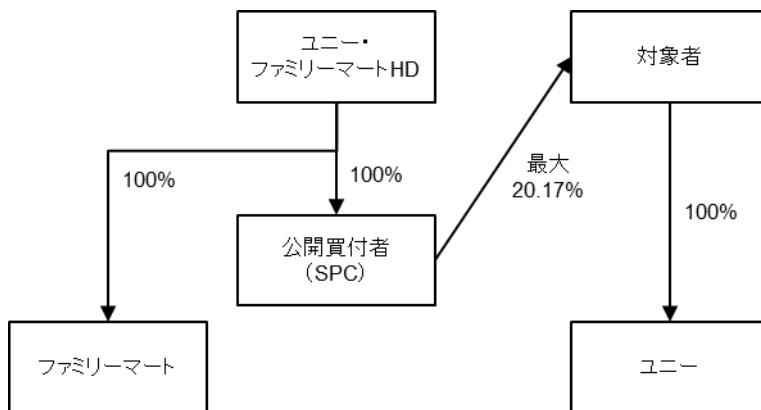 ユニー・
ファミリーマートHD
対象者
最大
20.17%
100%
100%
100%
公開買付者
（SPC）
ファミリーマート
ユニー